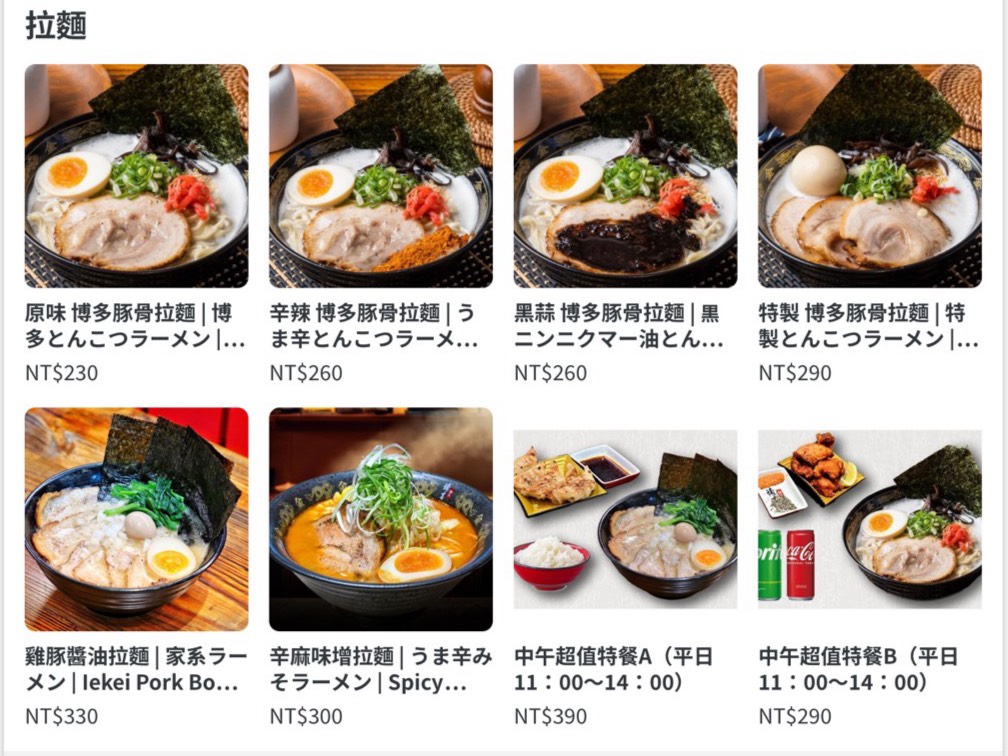 拉麵
原味 博多豚骨拉麵 | 博
多とんこつラーメン |...
NT$230
辛辣 博多豚骨拉麵 | う
ま辛とんこつラーメ...
NT$260
黑蒜 博多豚骨拉麵 | 黒
ニンニクマー油とん...
NT$260
特製 博多豚骨拉麵 | 特
製とんこつラーメン |...
NT$290
雞豚醬油拉麵 | 家系ラー
メン | Iekei Pork Bo...
NT$330
辛麻味增拉麵 | うま辛み
そラーメン | Spicy...
NT$300
中午超值特餐A（平日
11：00～14：00）
NT$390
中午超值特餐B（平日
11：00～14：00）
NT$290